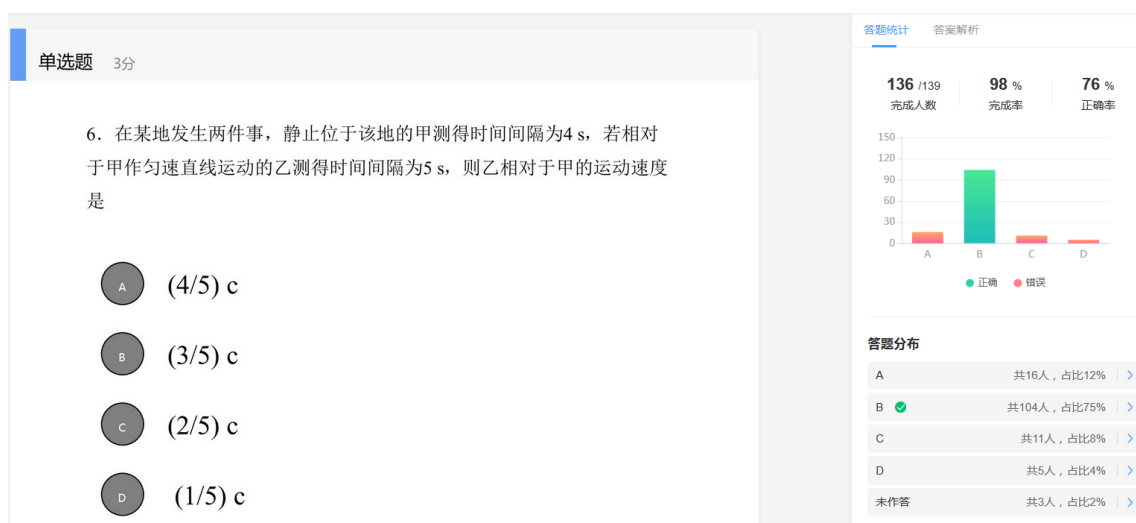 单选题 3分
6. 在某地发生两件事，静止位于该地的甲测得时间间隔为4 s，若相对
于甲作匀速直线运动的乙测得时间间隔为5 s，则乙相对于甲的运动速度
是
A (4/5) c
B (3/5) c
C (2/5) c
D (1/5) c
答题统计 答案解析
136 /139 98 % 76 %
完成人数 完成率 正确率
150
120
90
60
30
0
A B C D
正确 错误
答题分布
A 共16人，占比12%
B 共104人，占比75%
C 共11人，占比8%
D 共5人，占比4%
未作答 共3人，占比2%